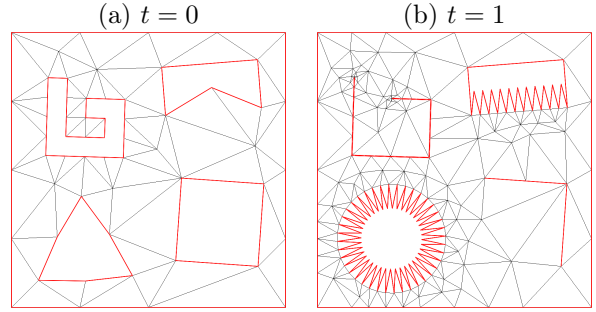 (a) t = 0
(b) t = 1